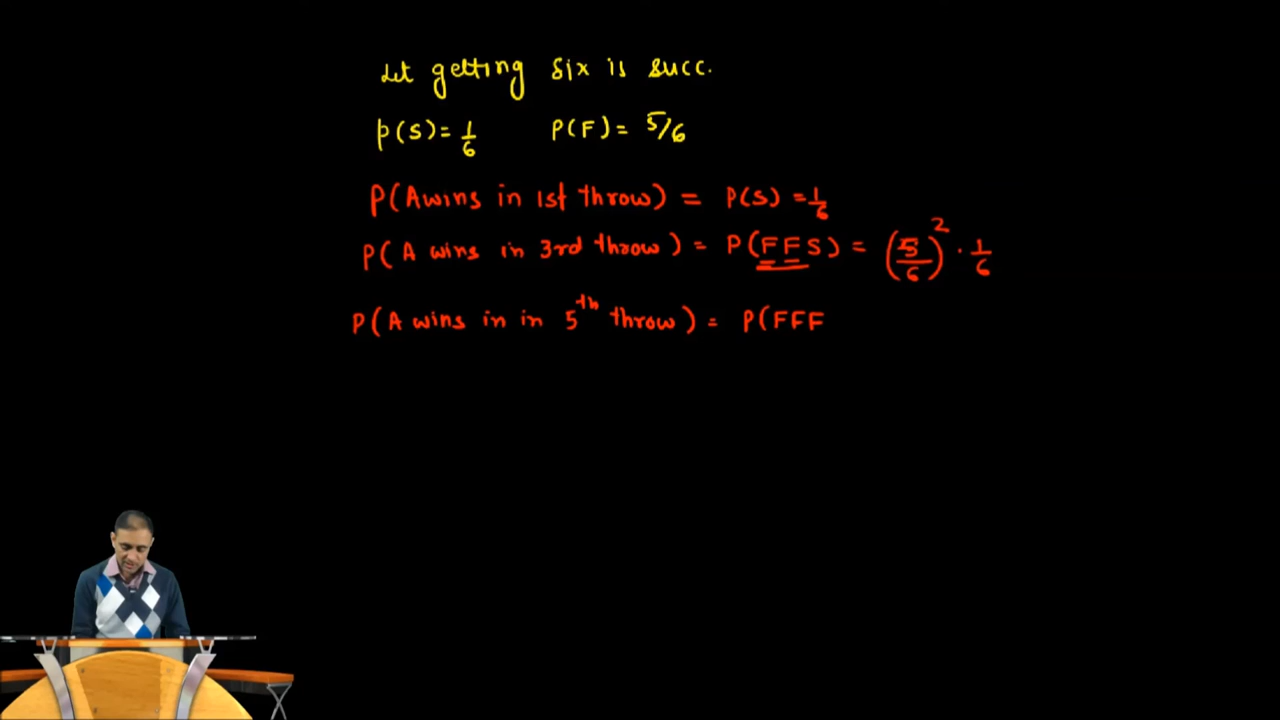 Let getting six is succ.
P(S)= 1/6 P(F)= 5/6
P(A wins in 1st throw) = P(S) = 1/6
P(A wins in 3rd throw) = P(FFS) = (5/6)² · 1/6
P(A wins in in 5th throw) = P(FFF